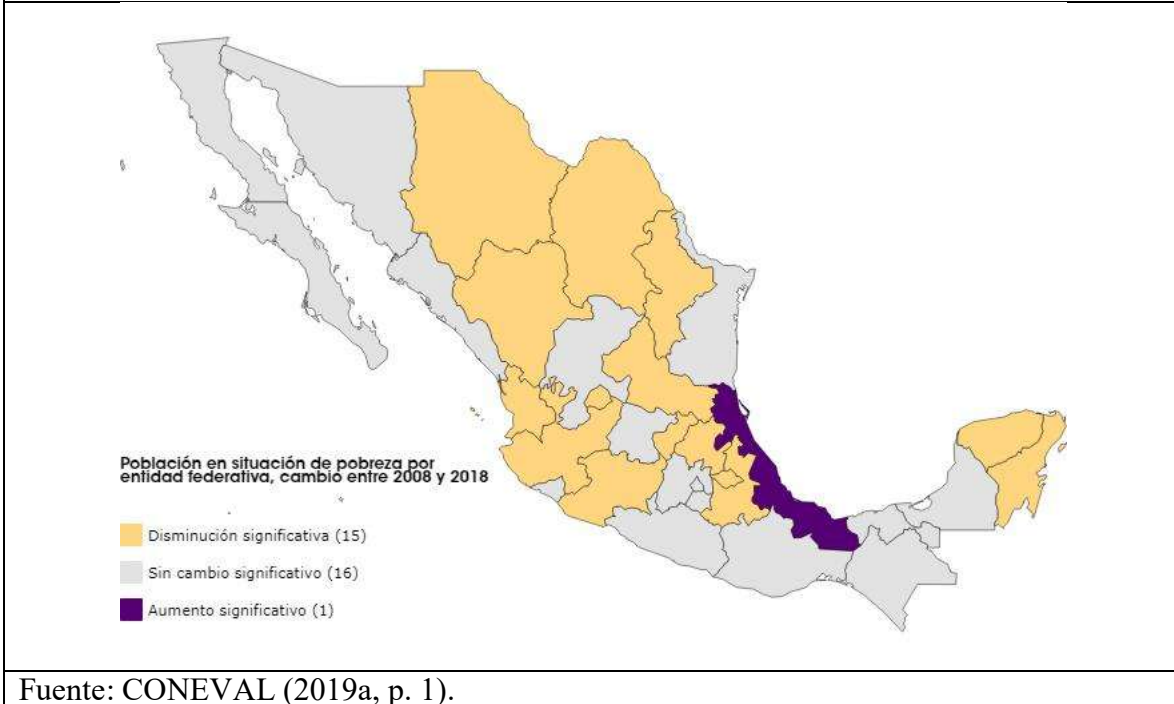 Población en situación de pobreza por
entidad federativa, cambio entre 2008 y 2018
Disminución significativa (15)
Sin cambio significativo (16)
Aumento significativo (1)
Fuente: CONEVAL (2019a, p. 1).